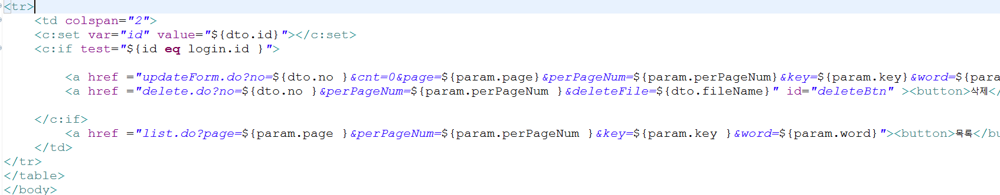 <tr>
<td colspan="2">
<c:set var="id" value="${dto.id}"></c:set>
<c:if test="${id eq login.id }">
<a href ="updateForm.do?no=${dto.no }&cnt=0&page=${param.page}&perPageNum=${param.perPageNum}&key=${param.key}&word=${para
<a href ="delete.do?no=${dto.no }&perPageNum=${param.perPageNum }&deleteFile=${dto.fileName}" id="deleteBtn" ><button>삭제</
</c:if>
<a href ="list.do?page=${param.page }&perPageNum=${param.perPageNum }&key=${param.key }&word=${param.word}"><button>목록</bu
</td>
</tr>
</table>
</body>